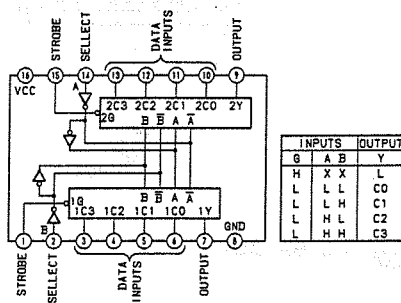 STROBE
SELLECT
DATA
INPUTS
OUTPUT
16 15 14 13 12 11 10 9
VCC
A
2C3 2C2 2C1 2C0 2Y
2G
B B̅ A A̅
B B̅ A A̅
1G
1C3 1C2 1C1 1C0 1Y
GND
B
1 2 3 4 5 6 7 8
STROBE
SELLECT
DATA
INPUTS
OUTPUT
INPUTS OUTPUT
G A B Y
H X X L
L L L C0
L L H C1
L H L C2
L H H C3